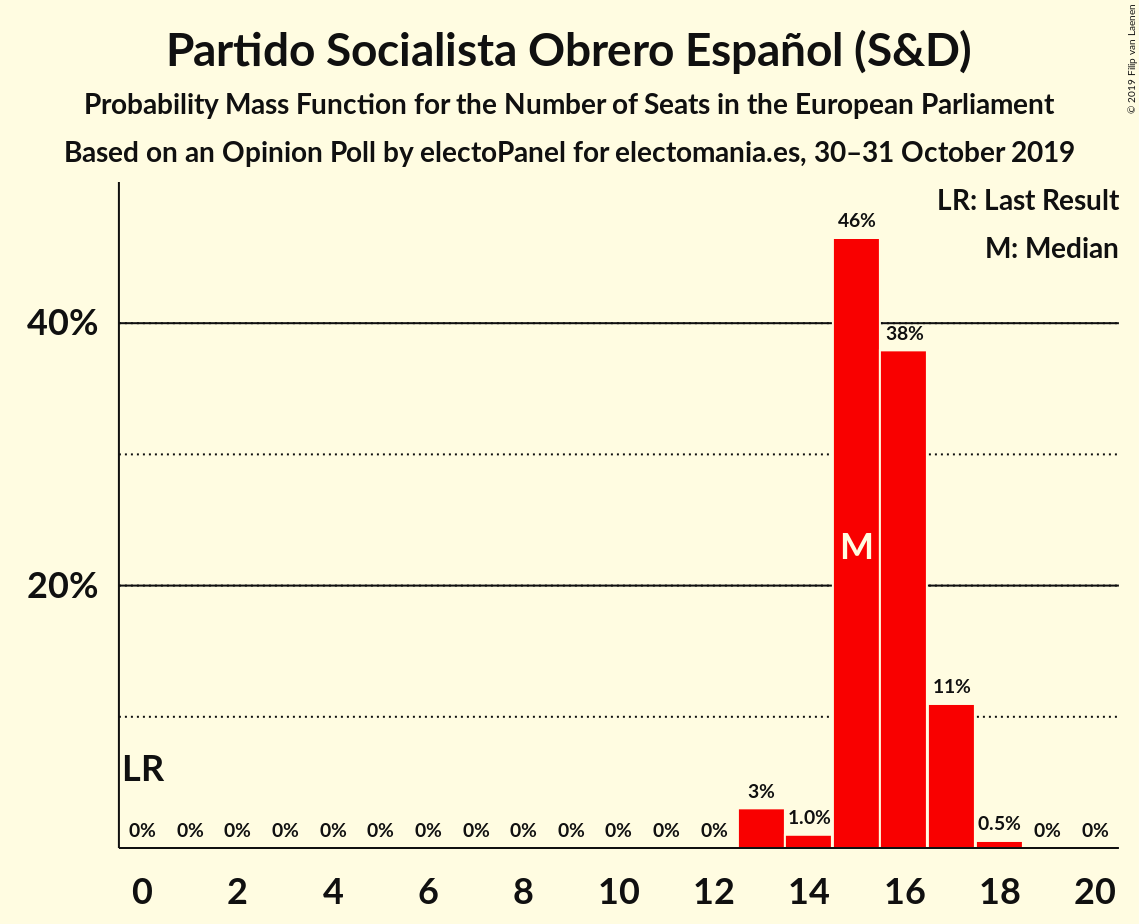 Partido Socialista Obrero Español (S&D)
Probability Mass Function for the Number of Seats in the European Parliament
Based on an Opinion Poll by electoPanel for electomania.es, 30–31 October 2019
© 2019 Filip van Laenen
LR: Last Result
M: Median
46%
40%
38%
M
20%
11%
LR
3%
1.0%
0.5%
0% 0% 0% 0% 0% 0% 0% 0% 0% 0% 0% 0% 0% 0% 0%
0 2 4 6 8 10 12 14 16 18 20